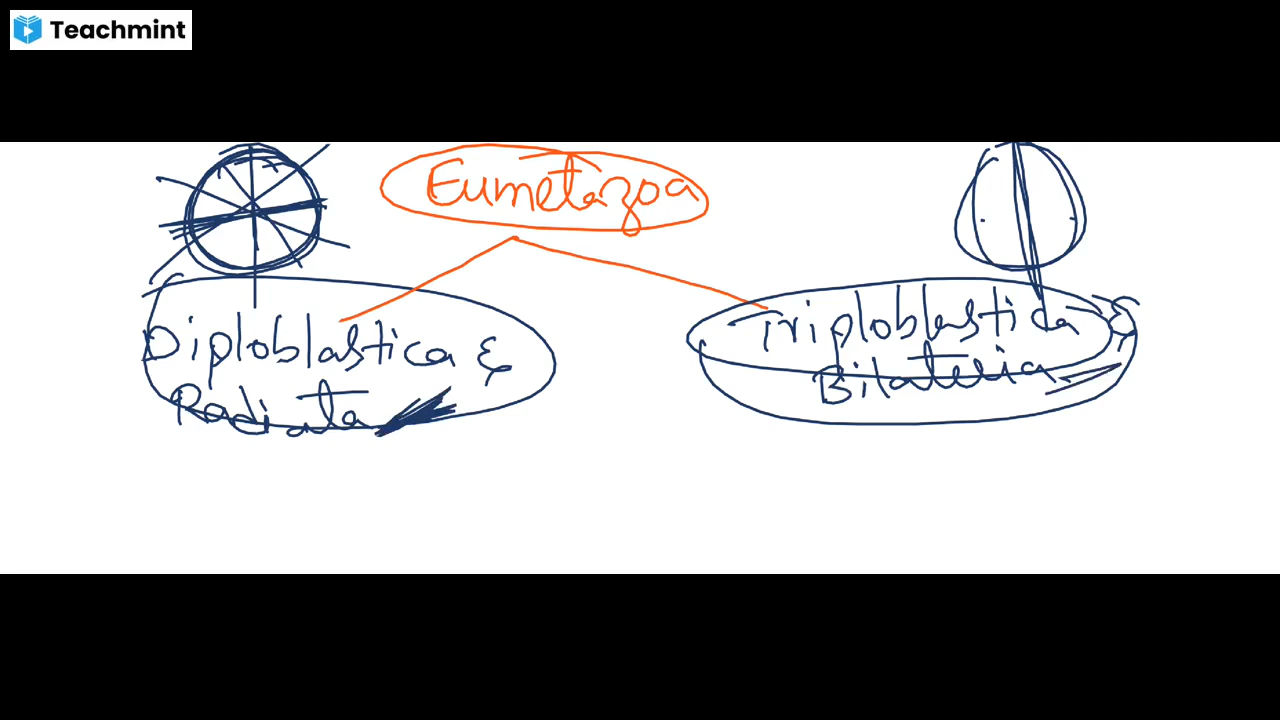 Teachmint
Eumetazoa
Diploblastica &
Radiata
Triploblastica &
Bilateria